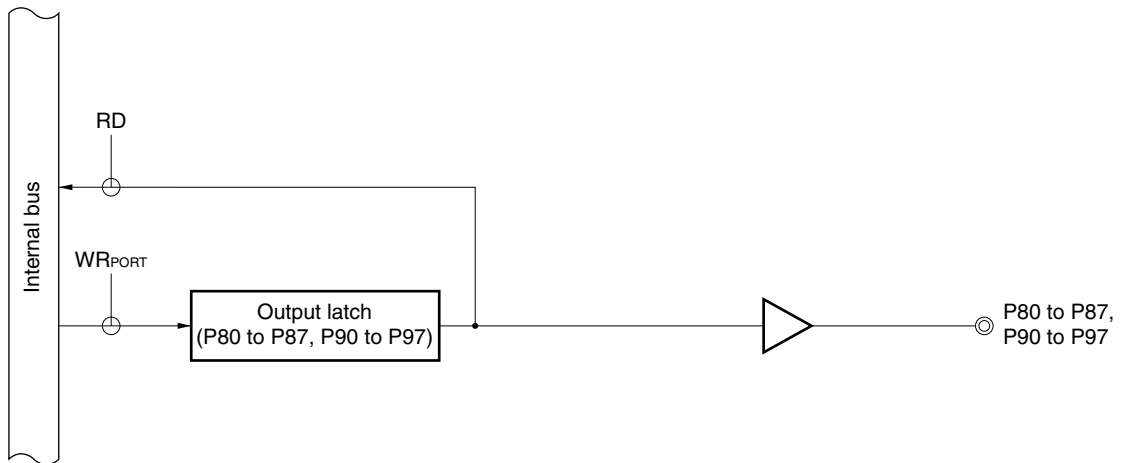 RD
Internal bus
WRPORT
Output latch
(P80 to P87, P90 to P97)
P80 to P87,
P90 to P97